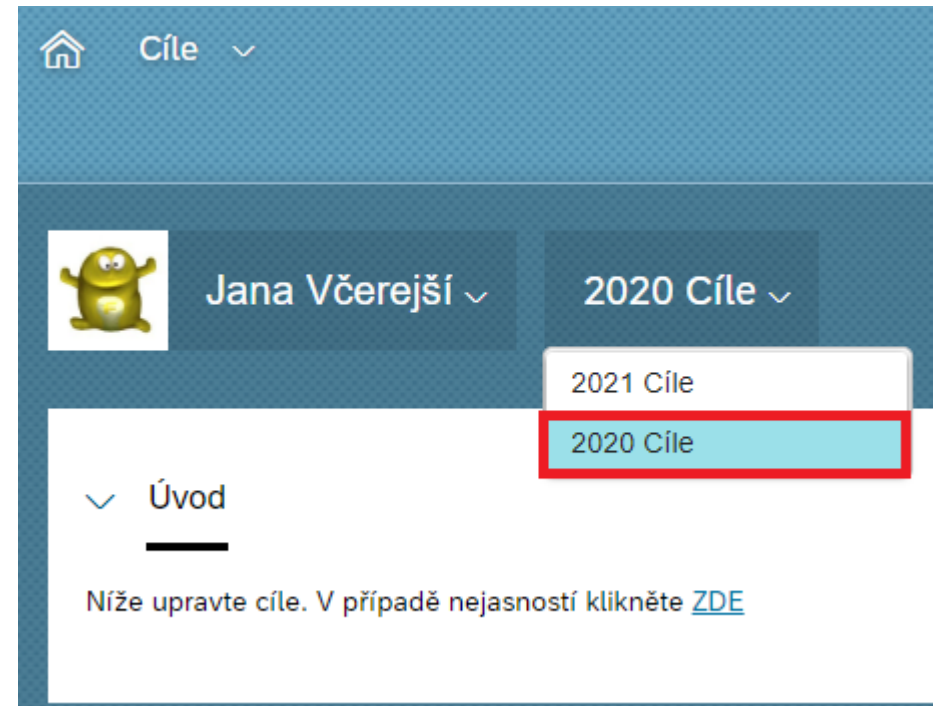 Cíle
Jana Včerejší
2020 Cíle
2021 Cíle
2020 Cíle
Úvod
Níže upravte cíle. V případě nejasností klikněte ZDE